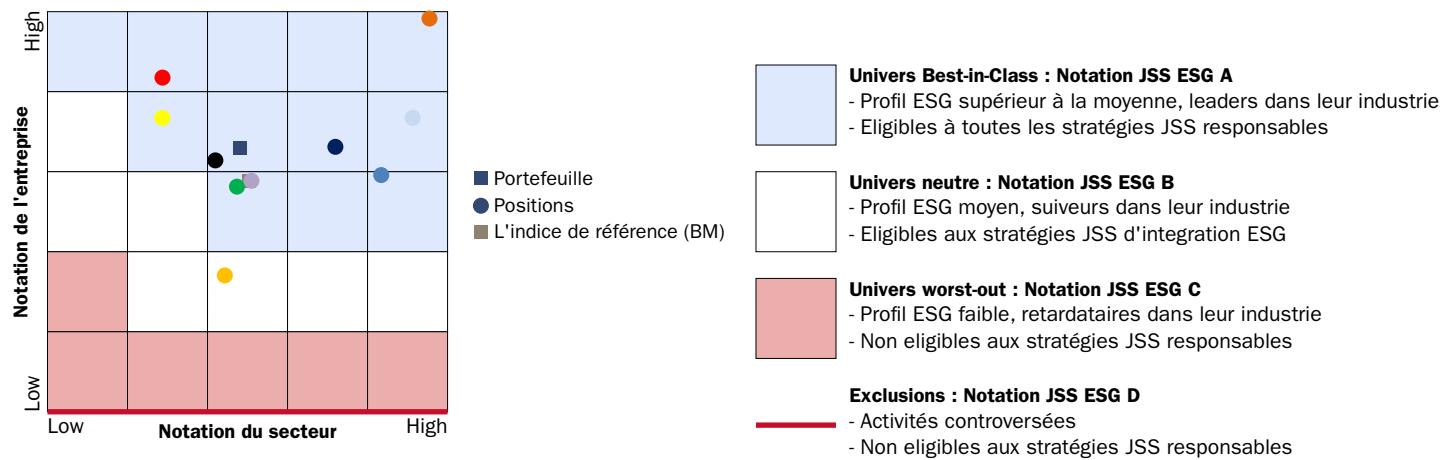 High
Notation de l'entreprise
Low
Low
Notation du secteur
High
Portefeuille
Positions
L'indice de référence (BM)
Univers Best-in-Class : Notation JSS ESG A
- Profil ESG supérieur à la moyenne, leaders dans leur industrie
- Eligibles à toutes les stratégies JSS responsables
Univers neutre : Notation JSS ESG B
- Profil ESG moyen, suiveurs dans leur industrie
- Eligibles aux stratégies JSS d'integration ESG
Univers worst-out : Notation JSS ESG C
- Profil ESG faible, retardataires dans leur industrie
- Non eligibles aux stratégies JSS responsables
Exclusions : Notation JSS ESG D
- Activités controversées
- Non eligibles aux stratégies JSS responsables